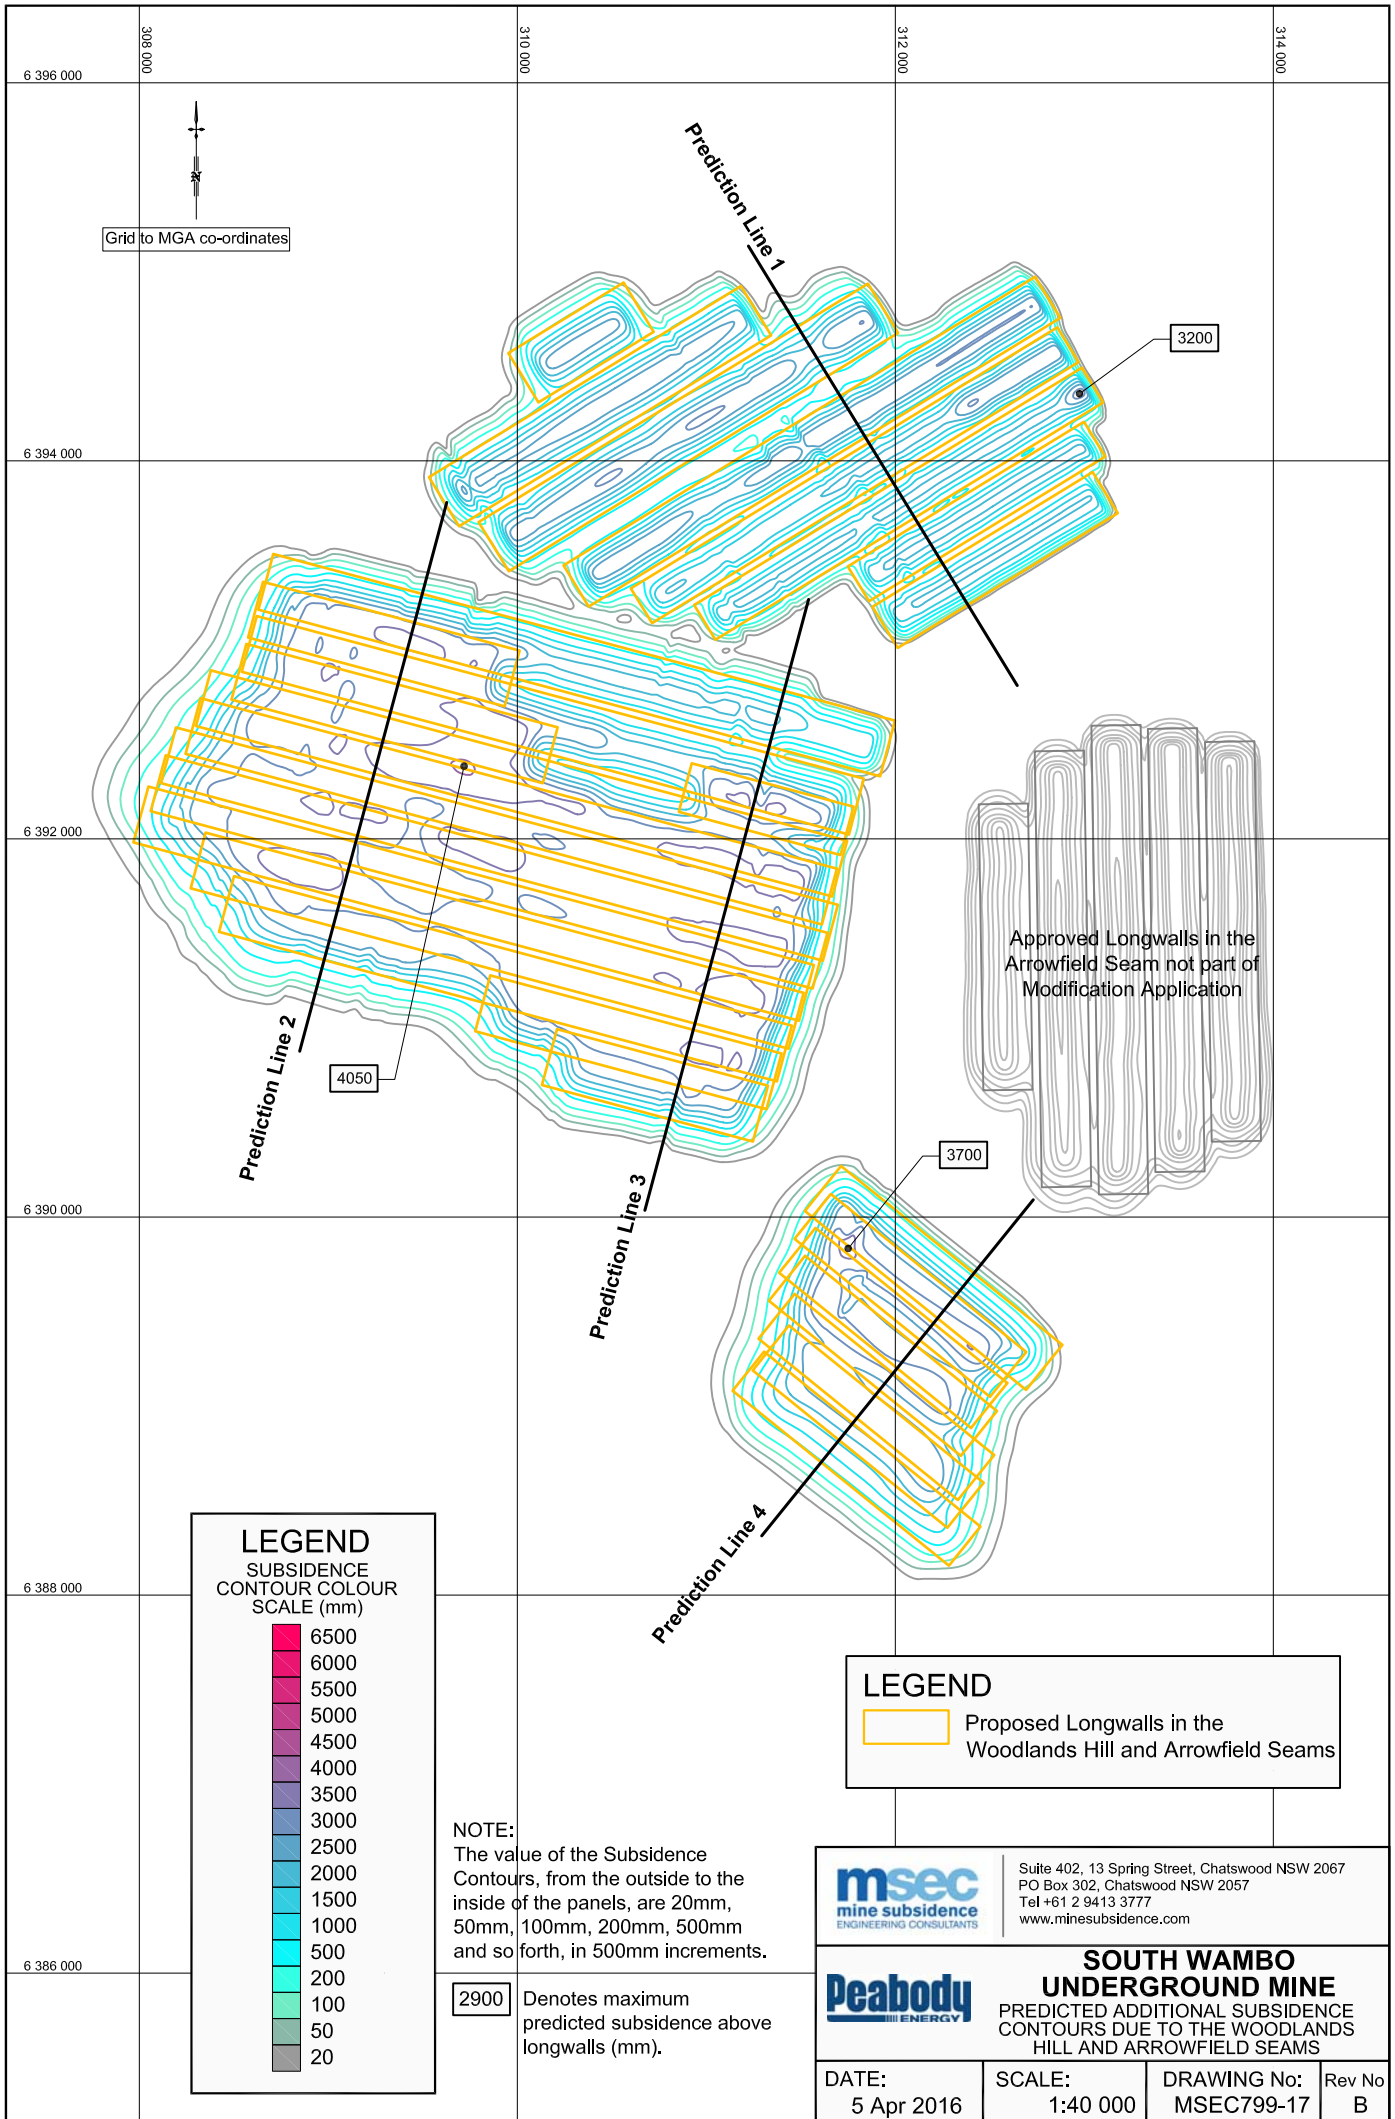 308 000
310 000
312 000
314 000
6 396 000
Grid to MGA co-ordinates
N
Prediction Line 1
3200
6 394 000
6 392 000
Approved Longwalls in the
Arrowfield Seam not part of
Modification Application
Prediction Line 2
4050
Prediction Line 3
3700
6 390 000
Prediction Line 4
6 388 000
LEGEND
SUBSIDENCE
CONTOUR COLOUR
SCALE (mm)
6500
6000
5500
5000
4500
4000
3500
3000
2500
2000
1500
1000
500
200
100
50
20
LEGEND
Proposed Longwalls in the
Woodlands Hill and Arrowfield Seams
NOTE:
The value of the Subsidence
Contours, from the outside to the
inside of the panels, are 20mm,
50mm, 100mm, 200mm, 500mm
and so forth, in 500mm increments.
6 386 000
2900 Denotes maximum
predicted subsidence above
longwalls (mm).
msec
mine subsidence
ENGINEERING CONSULTANTS
Suite 402, 13 Spring Street, Chatswood NSW 2067
PO Box 302, Chatswood NSW 2057
Tel +61 2 9413 3777
www.minesubsidence.com
Peabody
ENERGY
SOUTH WAMBO
UNDERGROUND MINE
PREDICTED ADDITIONAL SUBSIDENCE
CONTOURS DUE TO THE WOODLANDS
HILL AND ARROWFIELD SEAMS
DATE:
5 Apr 2016
SCALE:
1:40 000
DRAWING No:
MSEC799-17
Rev No
B